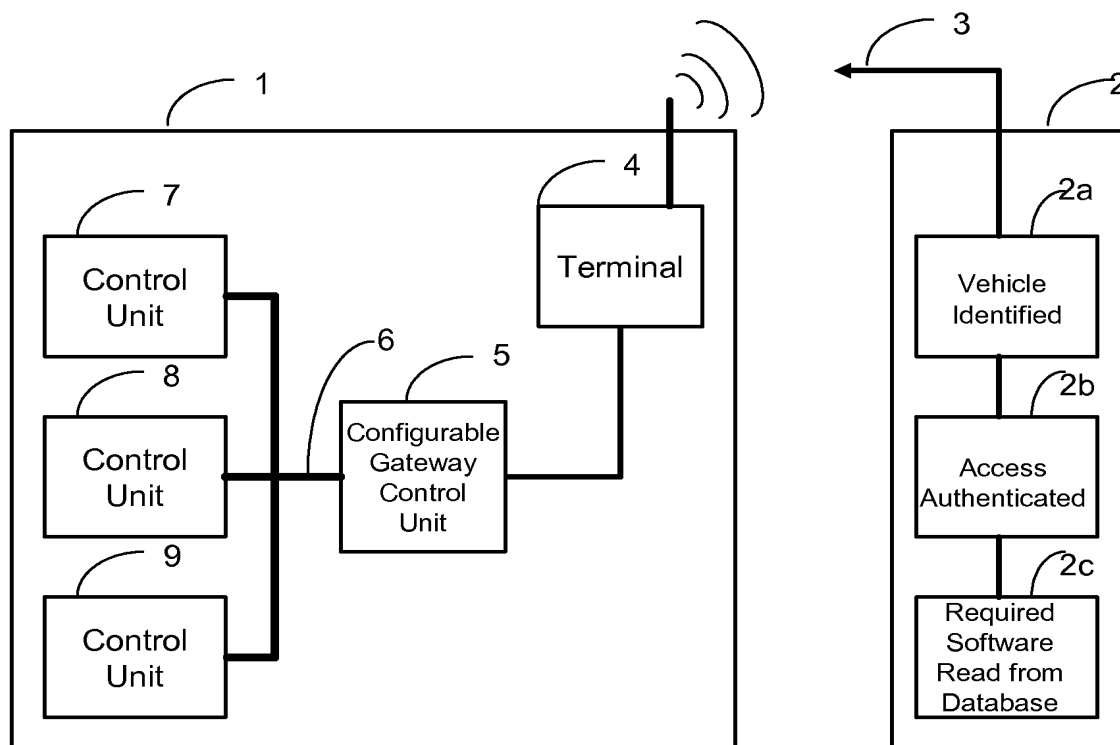 3
1
2
4
2a
7
Control
Unit
Terminal
Vehicle
Identified
6
5
8
2b
Control
Unit
Configurable
Gateway
Control
Unit
Access
Authenticated
9
2c
Control
Unit
Required
Software
Read from
Database